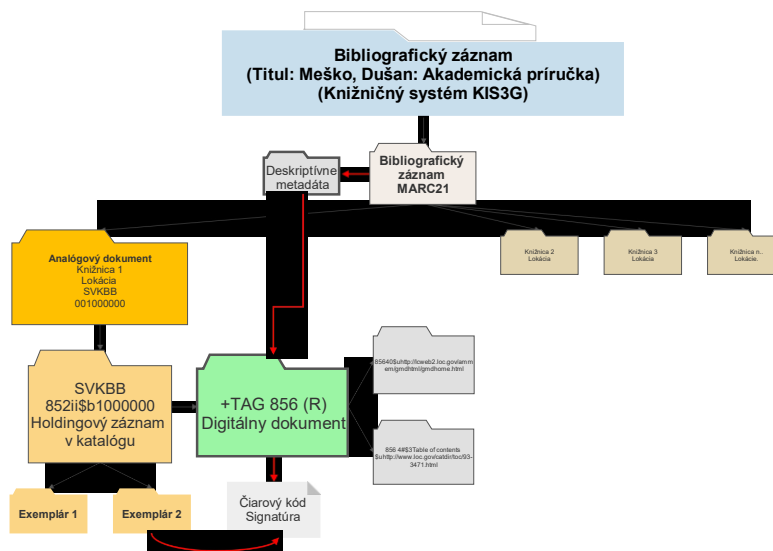 Bibliografický záznam
(Titul: Meško, Dušan: Akademická príručka)
(Knižničný systém KIS3G)
Deskriptívne
metadáta
Bibliografický
záznam
MARC21
Analógový dokument
Knižnica 1
Lokácia
SVKBB
001000000
Knižnica 2
Lokácia
Knižnica 3
Lokácia
Knižnica n..
Lokácie.
SVKBB
852ii$b1000000
Holdingový záznam
v katalógu
+TAG 856 (R)
Digitálny dokument
85640$uhttp://lcweb2.loc.gov/amm
em/gmdhtml/gmdhome.html
856 4#$3Table of contents
$uhttp://www.loc.gov/catdir/toc/93-
3471.html
Exemplár 1
Exemplár 2
Čiarový kód
Signatúra